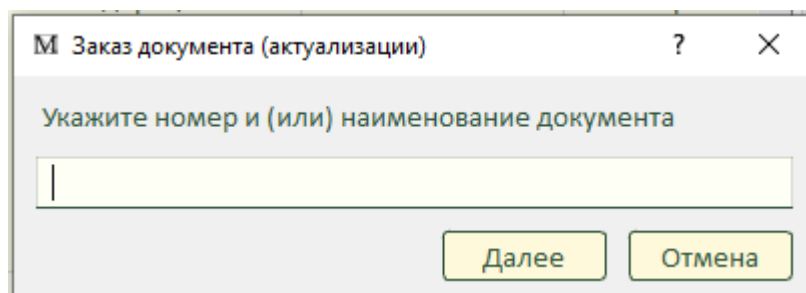 M Заказ документа (актуализации) ? ×
Укажите номер и (или) наименование документа
Далее Отмена